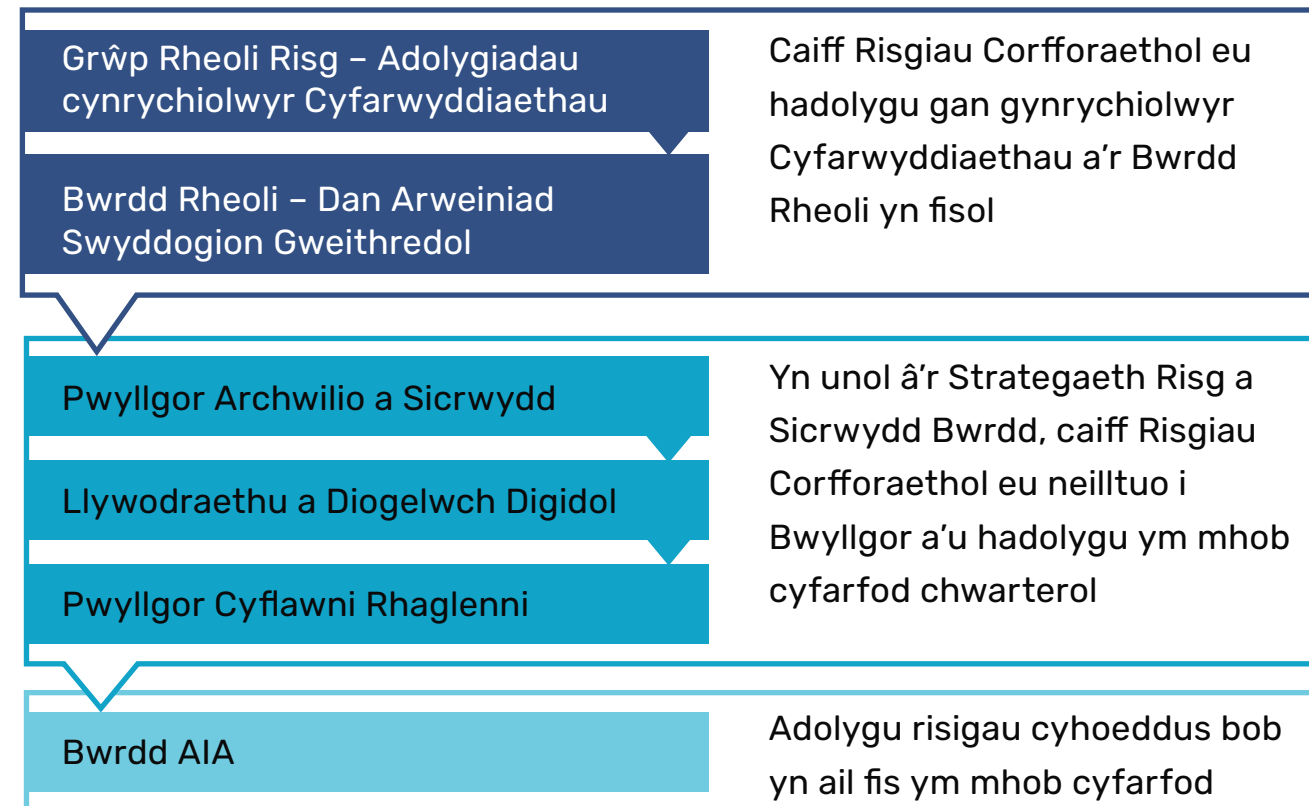 Grŵp Rheoli Risg – Adolygiadau
cynrychiolwyr Cyfarwyddiaethau
Bwrdd Rheoli – Dan Arweiniad
Swyddogion Gweithredol
Caiff Risgiau Corfforaethol eu
hadolygu gan gynrychiolwyr
Cyfarwyddiaethau a’r Bwrdd
Rheoli yn fisol
Pwyllgor Archwilio a Sicrwydd
Llywodraethu a Diogelwch Digidol
Pwyllgor Cyflawni Rhaglenni
Yn unol â’r Strategaeth Risg a
Sicrwydd Bwrdd, caiff Risgiau
Corfforaethol eu neilltuo i
Bwyllgor a’u hadolygu ym mhob
cyfarfod chwarterol
Bwrdd AIA
Adolygu risigau cyhoeddus bob
yn ail fis ym mhob cyfarfod